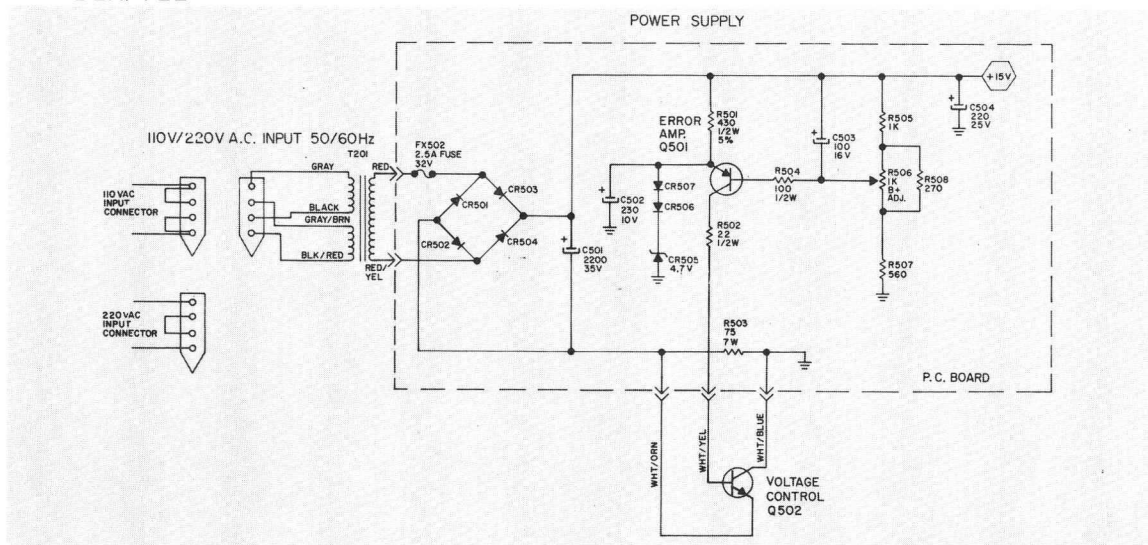 POWER SUPPLY
+15V
110V/220V A.C. INPUT 50/60Hz
T201
GRAY
BLACK
GRAY/BRN
BLK/RED
RED
RED/
YEL
110 VAC
INPUT
CONNECTOR
220VAC
INPUT
CONNECTOR
FX502
2.5A FUSE
32V
CR501
CR503
CR502
CR504
+
C501
2200
35V
ERROR
AMP.
Q501
R501
430
1/2W
5%
+
C502
230
10V
CR507
CR506
CR505
4.7V
R502
22
1/2W
R504
100
1/2W
+
C503
100
16V
R505
1K
R506
1K
B+
ADJ.
R508
270
R507
560
+
C504
220
25V
R503
75
7W
P.C. BOARD
WHT/ORN
WHT/YEL
WHT/BLUE
VOLTAGE
CONTROL
Q502